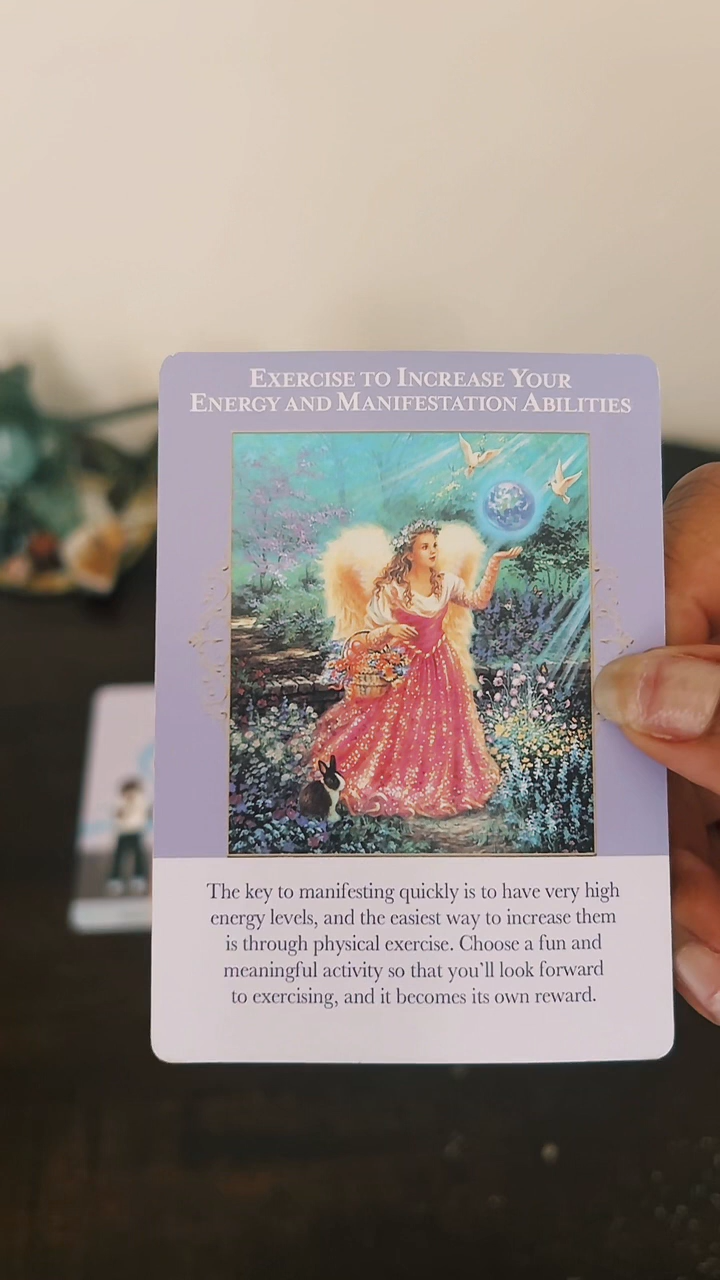 Exercise to Increase Your
Energy and Manifestation Abilities
The key to manifesting quickly is to have very high
energy levels, and the easiest way to increase them
is through physical exercise. Choose a fun and
meaningful activity so that you'll look forward
to exercising, and it becomes its own reward.